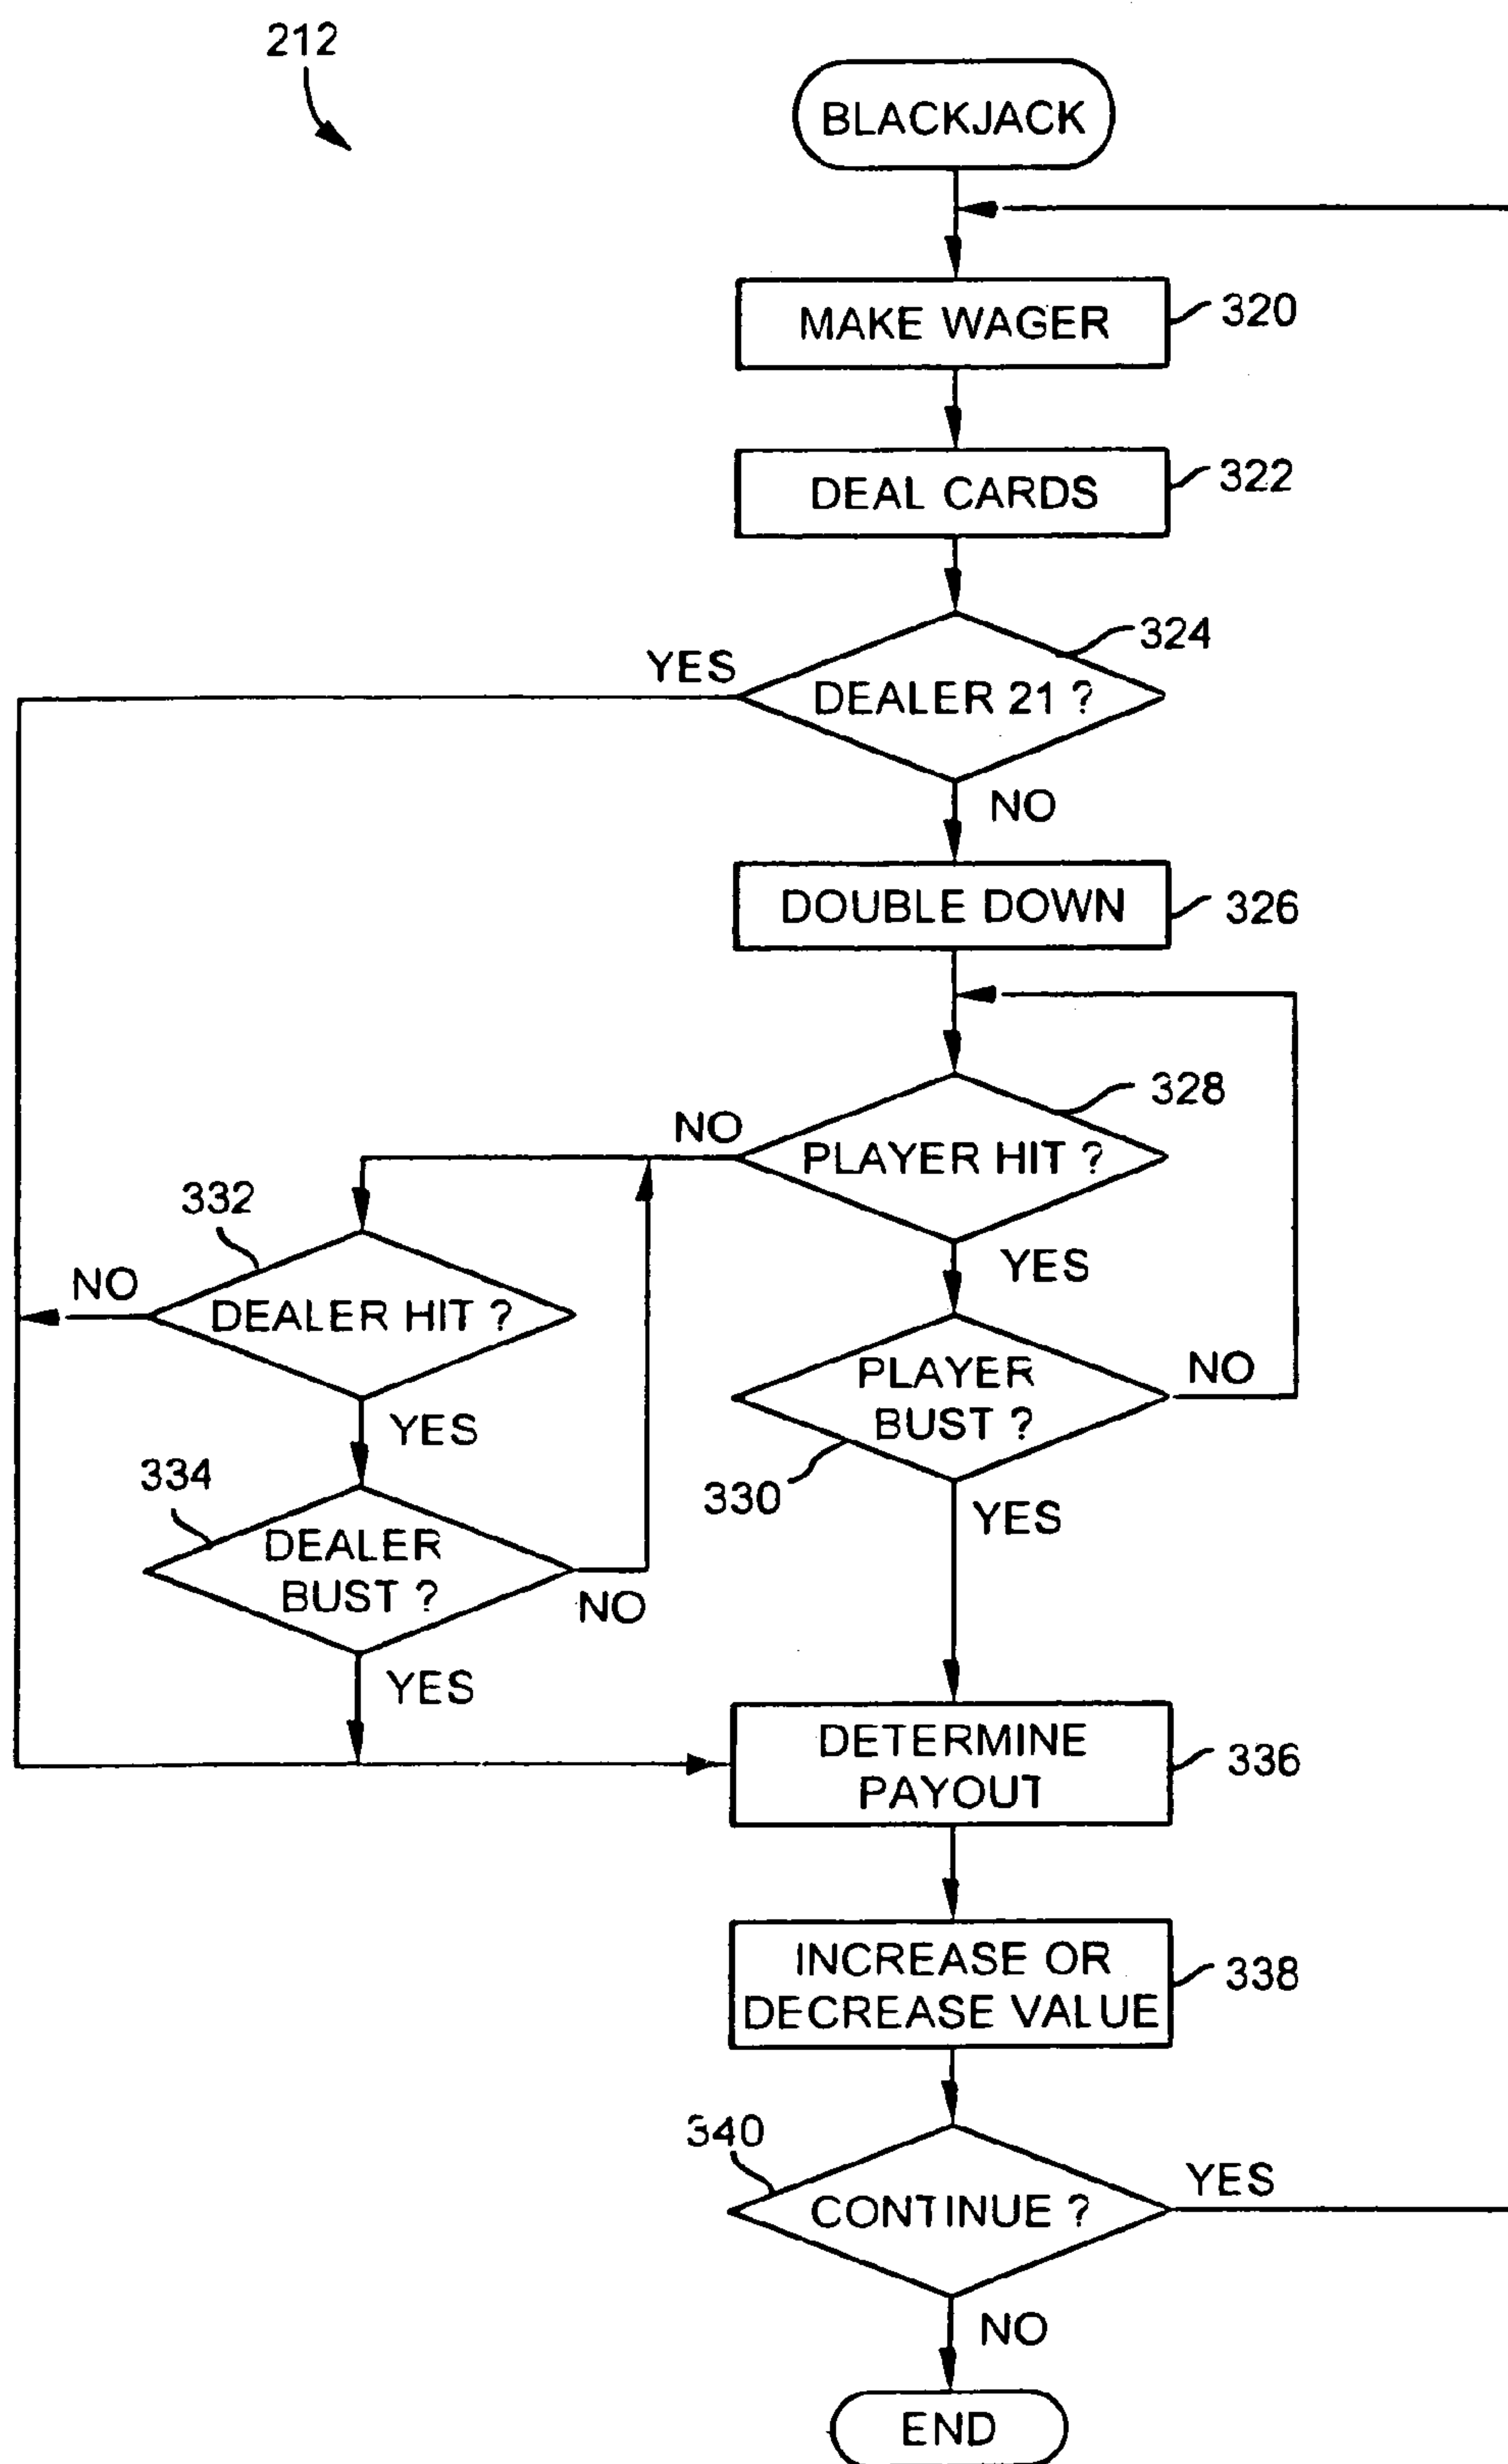 212
BLACKJACK
MAKE WAGER
320
DEAL CARDS
322
324
YES
DEALER 21 ?
NO
DOUBLE DOWN
326
328
NO
PLAYER HIT ?
332
YES
NO
DEALER HIT ?
PLAYER
BUST ?
NO
YES
334
330
YES
DEALER
BUST ?
NO
YES
DETERMINE
PAYOUT
336
INCREASE OR
DECREASE VALUE
338
340
YES
CONTINUE ?
NO
END